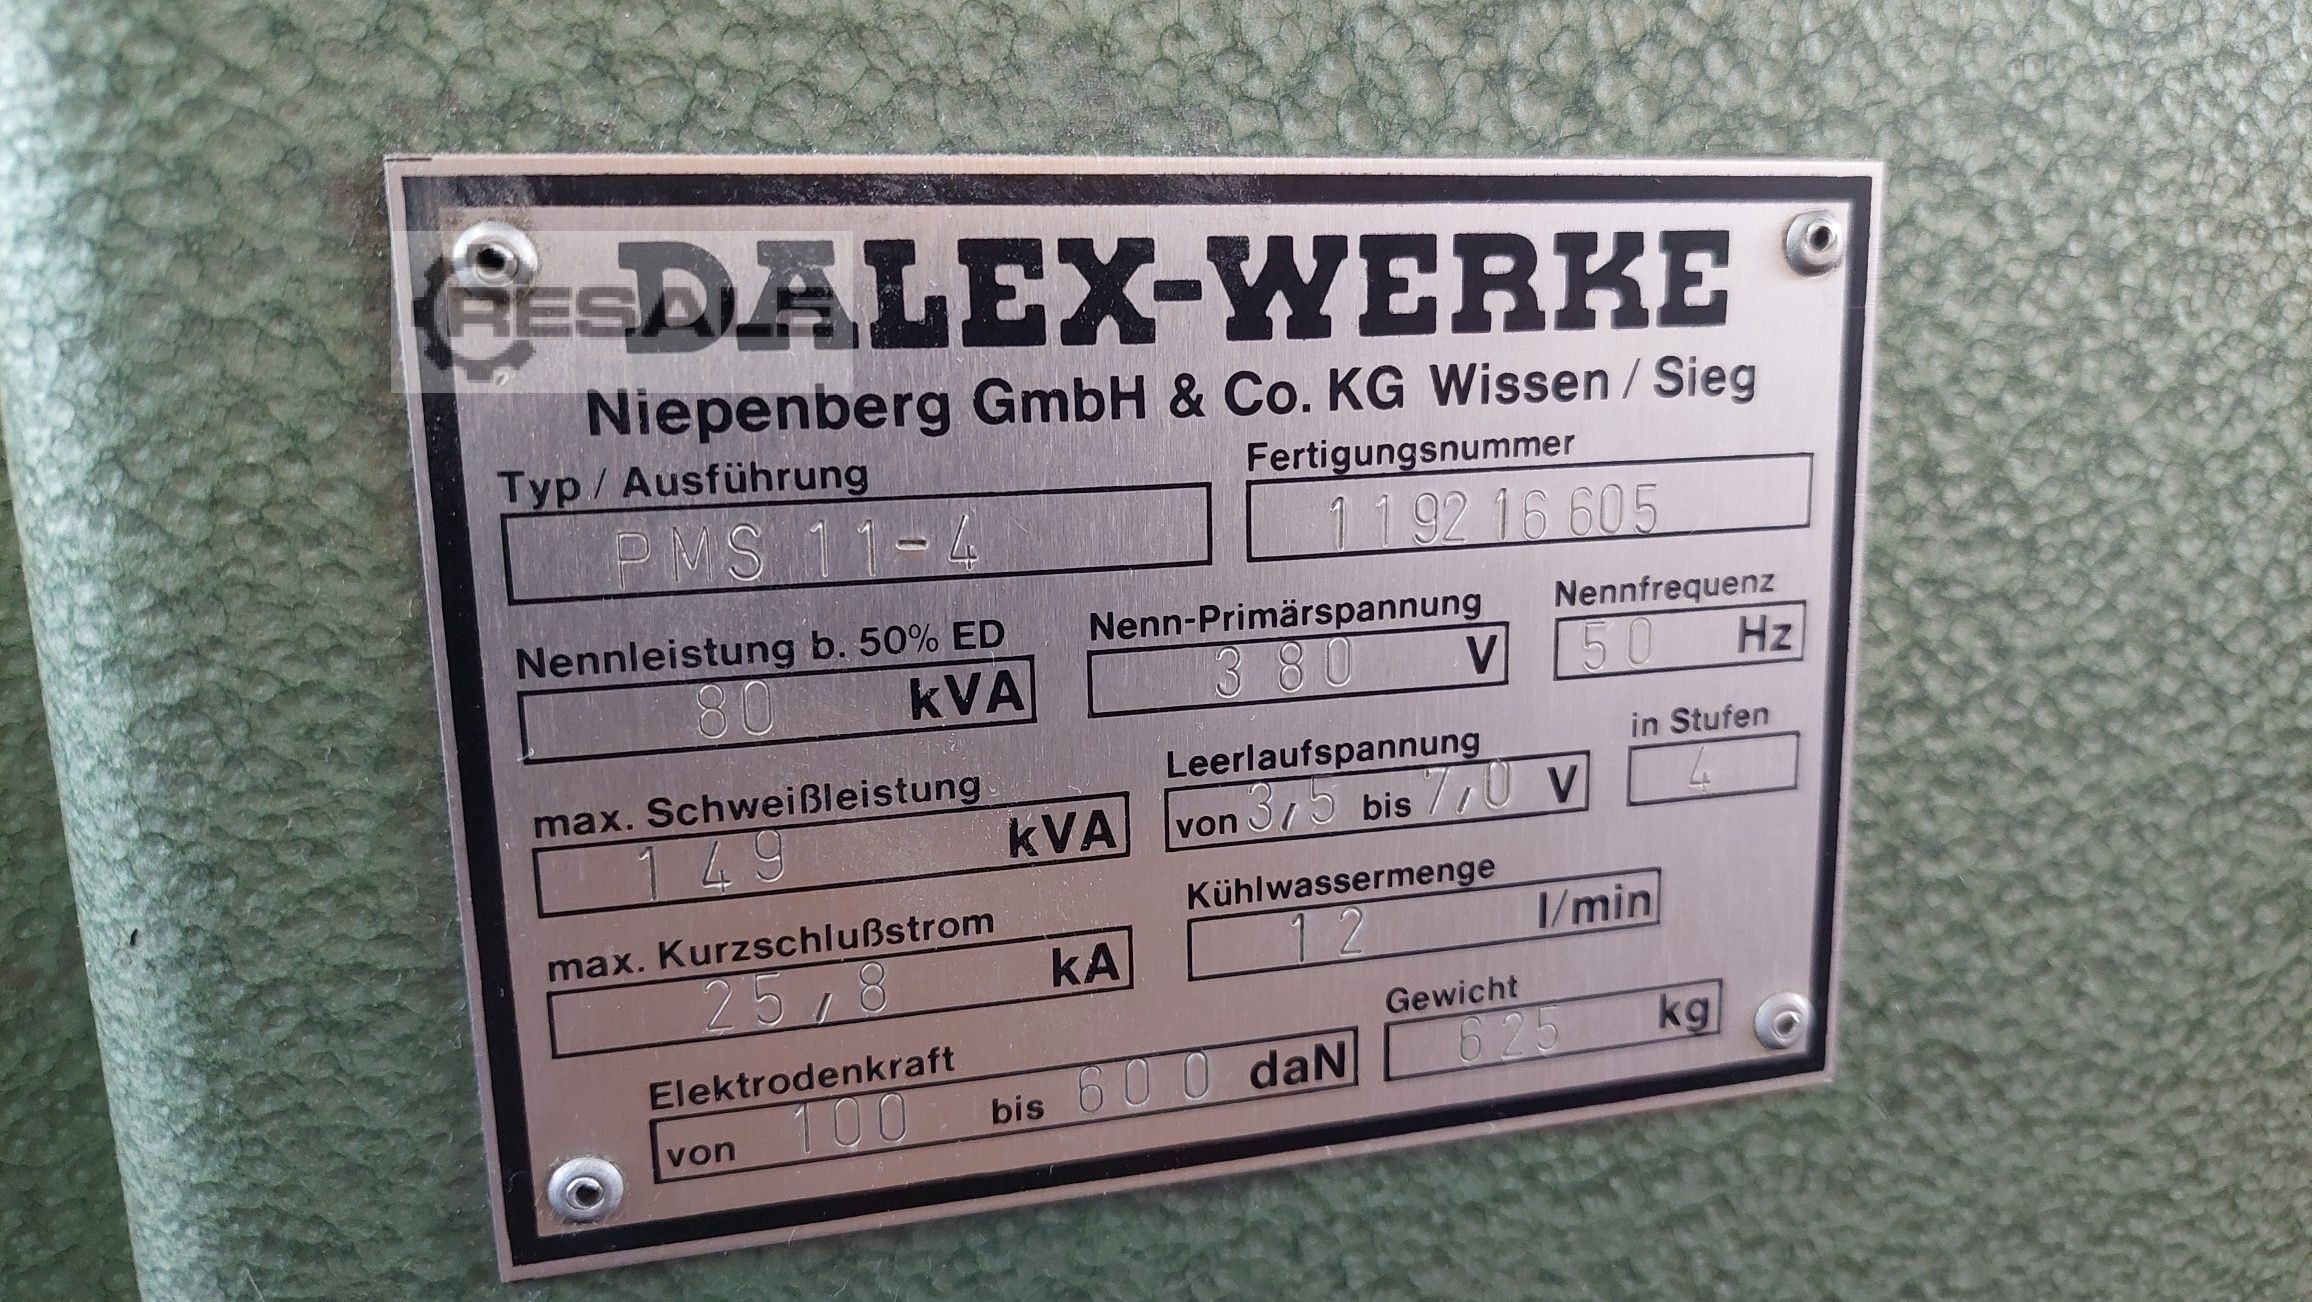 RESALE
DALEX-WERKE
Niepenberg GmbH & Co. KG Wissen / Sieg
Typ / Ausführung
PMS 11-4
Fertigungsnummer
119216605
Nennleistung b. 50% ED
80 kVA
Nenn-Primärspannung
380 V
Nennfrequenz
50 Hz
max. Schweißleistung
149 kVA
Leerlaufspannung
von 3,5 bis 7,0 V
in Stufen
4
max. Kurzschlußstrom
25,8 kA
Kühlwassermenge
12 l/min
Elektrodenkraft
von 100 bis 600 daN
Gewicht
625 kg